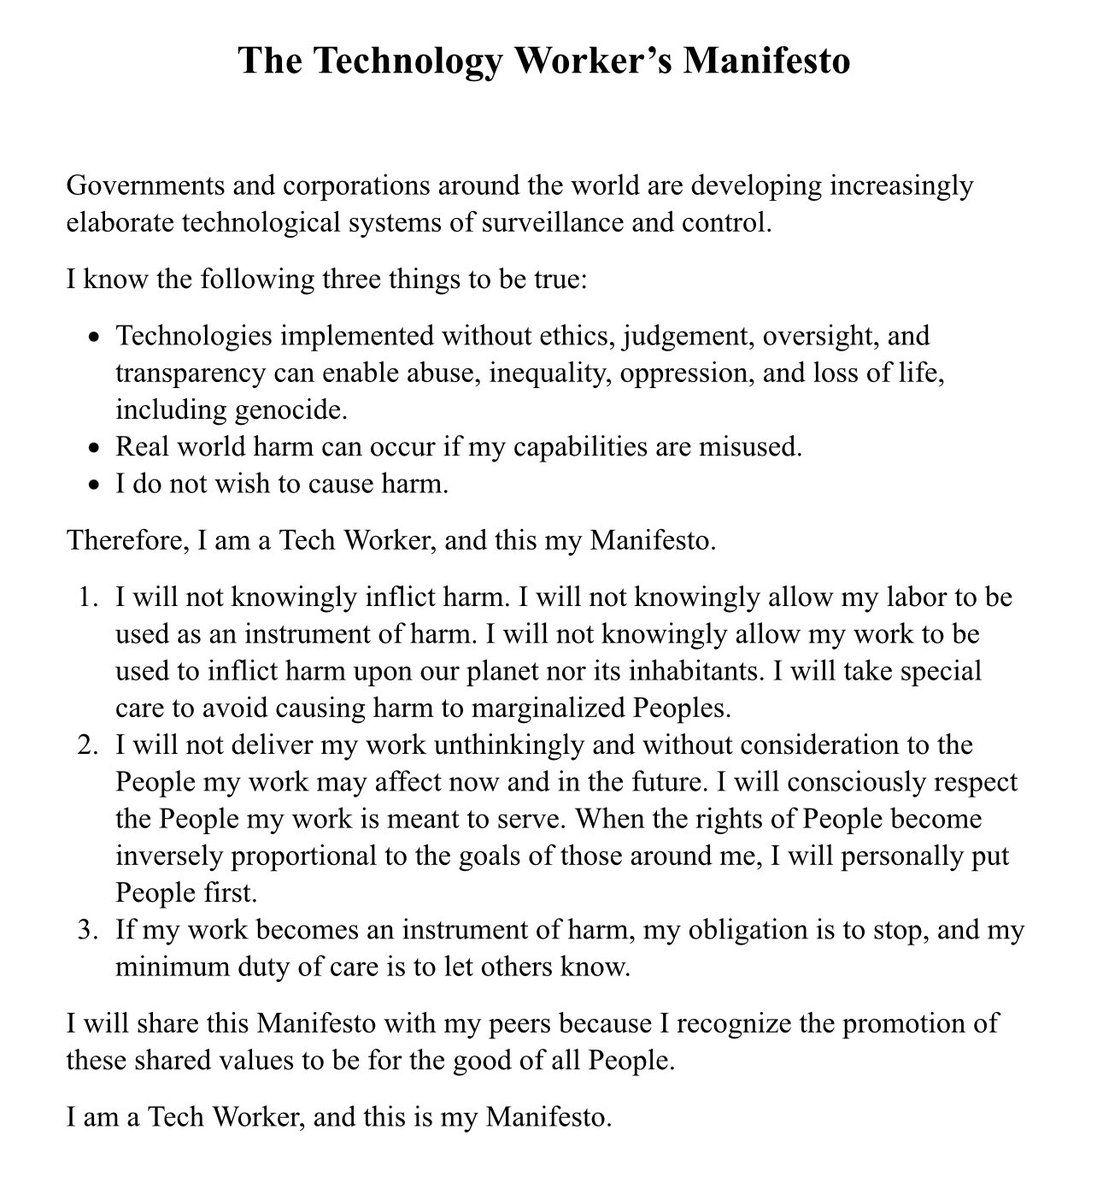 The Technology Worker’s Manifesto
Governments and corporations around the world are developing increasingly
elaborate technological systems of surveillance and control.
I know the following three things to be true:
• Technologies implemented without ethics, judgement, oversight, and
transparency can enable abuse, inequality, oppression, and loss of life,
including genocide.
• Real world harm can occur if my capabilities are misused.
• I do not wish to cause harm.
Therefore, I am a Tech Worker, and this my Manifesto.
1. I will not knowingly inflict harm. I will not knowingly allow my labor to be
used as an instrument of harm. I will not knowingly allow my work to be
used to inflict harm upon our planet nor its inhabitants. I will take special
care to avoid causing harm to marginalized Peoples.
2. I will not deliver my work unthinkingly and without consideration to the
People my work may affect now and in the future. I will consciously respect
the People my work is meant to serve. When the rights of People become
inversely proportional to the goals of those around me, I will personally put
People first.
3. If my work becomes an instrument of harm, my obligation is to stop, and my
minimum duty of care is to let others know.
I will share this Manifesto with my peers because I recognize the promotion of
these shared values to be for the good of all People.
I am a Tech Worker, and this is my Manifesto.